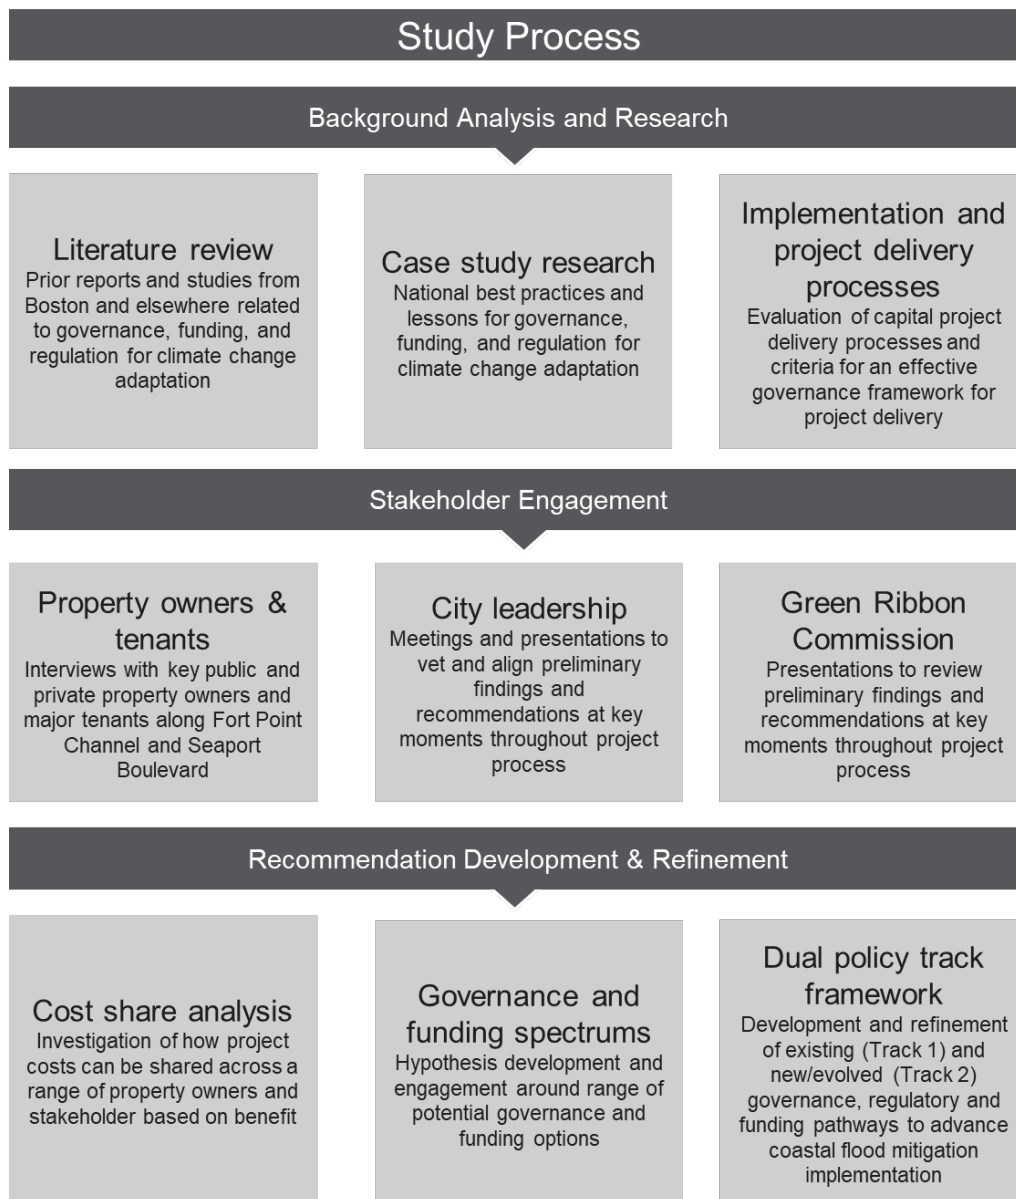 Study Process
Background Analysis and Research
Literature review
Prior reports and studies from
Boston and elsewhere related
to governance, funding, and
regulation for climate change
adaptation
Case study research
National best practices and
lessons for governance,
funding, and regulation for
climate change adaptation
Implementation and
project delivery
processes
Evaluation of capital project
delivery processes and
criteria for an effective
governance framework for
project delivery
Stakeholder Engagement
Property owners &
tenants
Interviews with key public and
private property owners and
major tenants along Fort Point
Channel and Seaport
Boulevard
City leadership
Meetings and presentations to
vet and align preliminary
findings and
recommendations at key
moments throughout project
process
Green Ribbon
Commission
Presentations to review
preliminary findings and
recommendations at key
moments throughout project
process
Recommendation Development & Refinement
Cost share analysis
Investigation of how project
costs can be shared across a
range of property owners and
stakeholder based on benefit
Governance and
funding spectrums
Hypothesis development and
engagement around range of
potential governance and
funding options
Dual policy track
framework
Development and refinement
of existing (Track 1) and
new/evolved (Track 2)
governance, regulatory and
funding pathways to advance
coastal flood mitigation
implementation